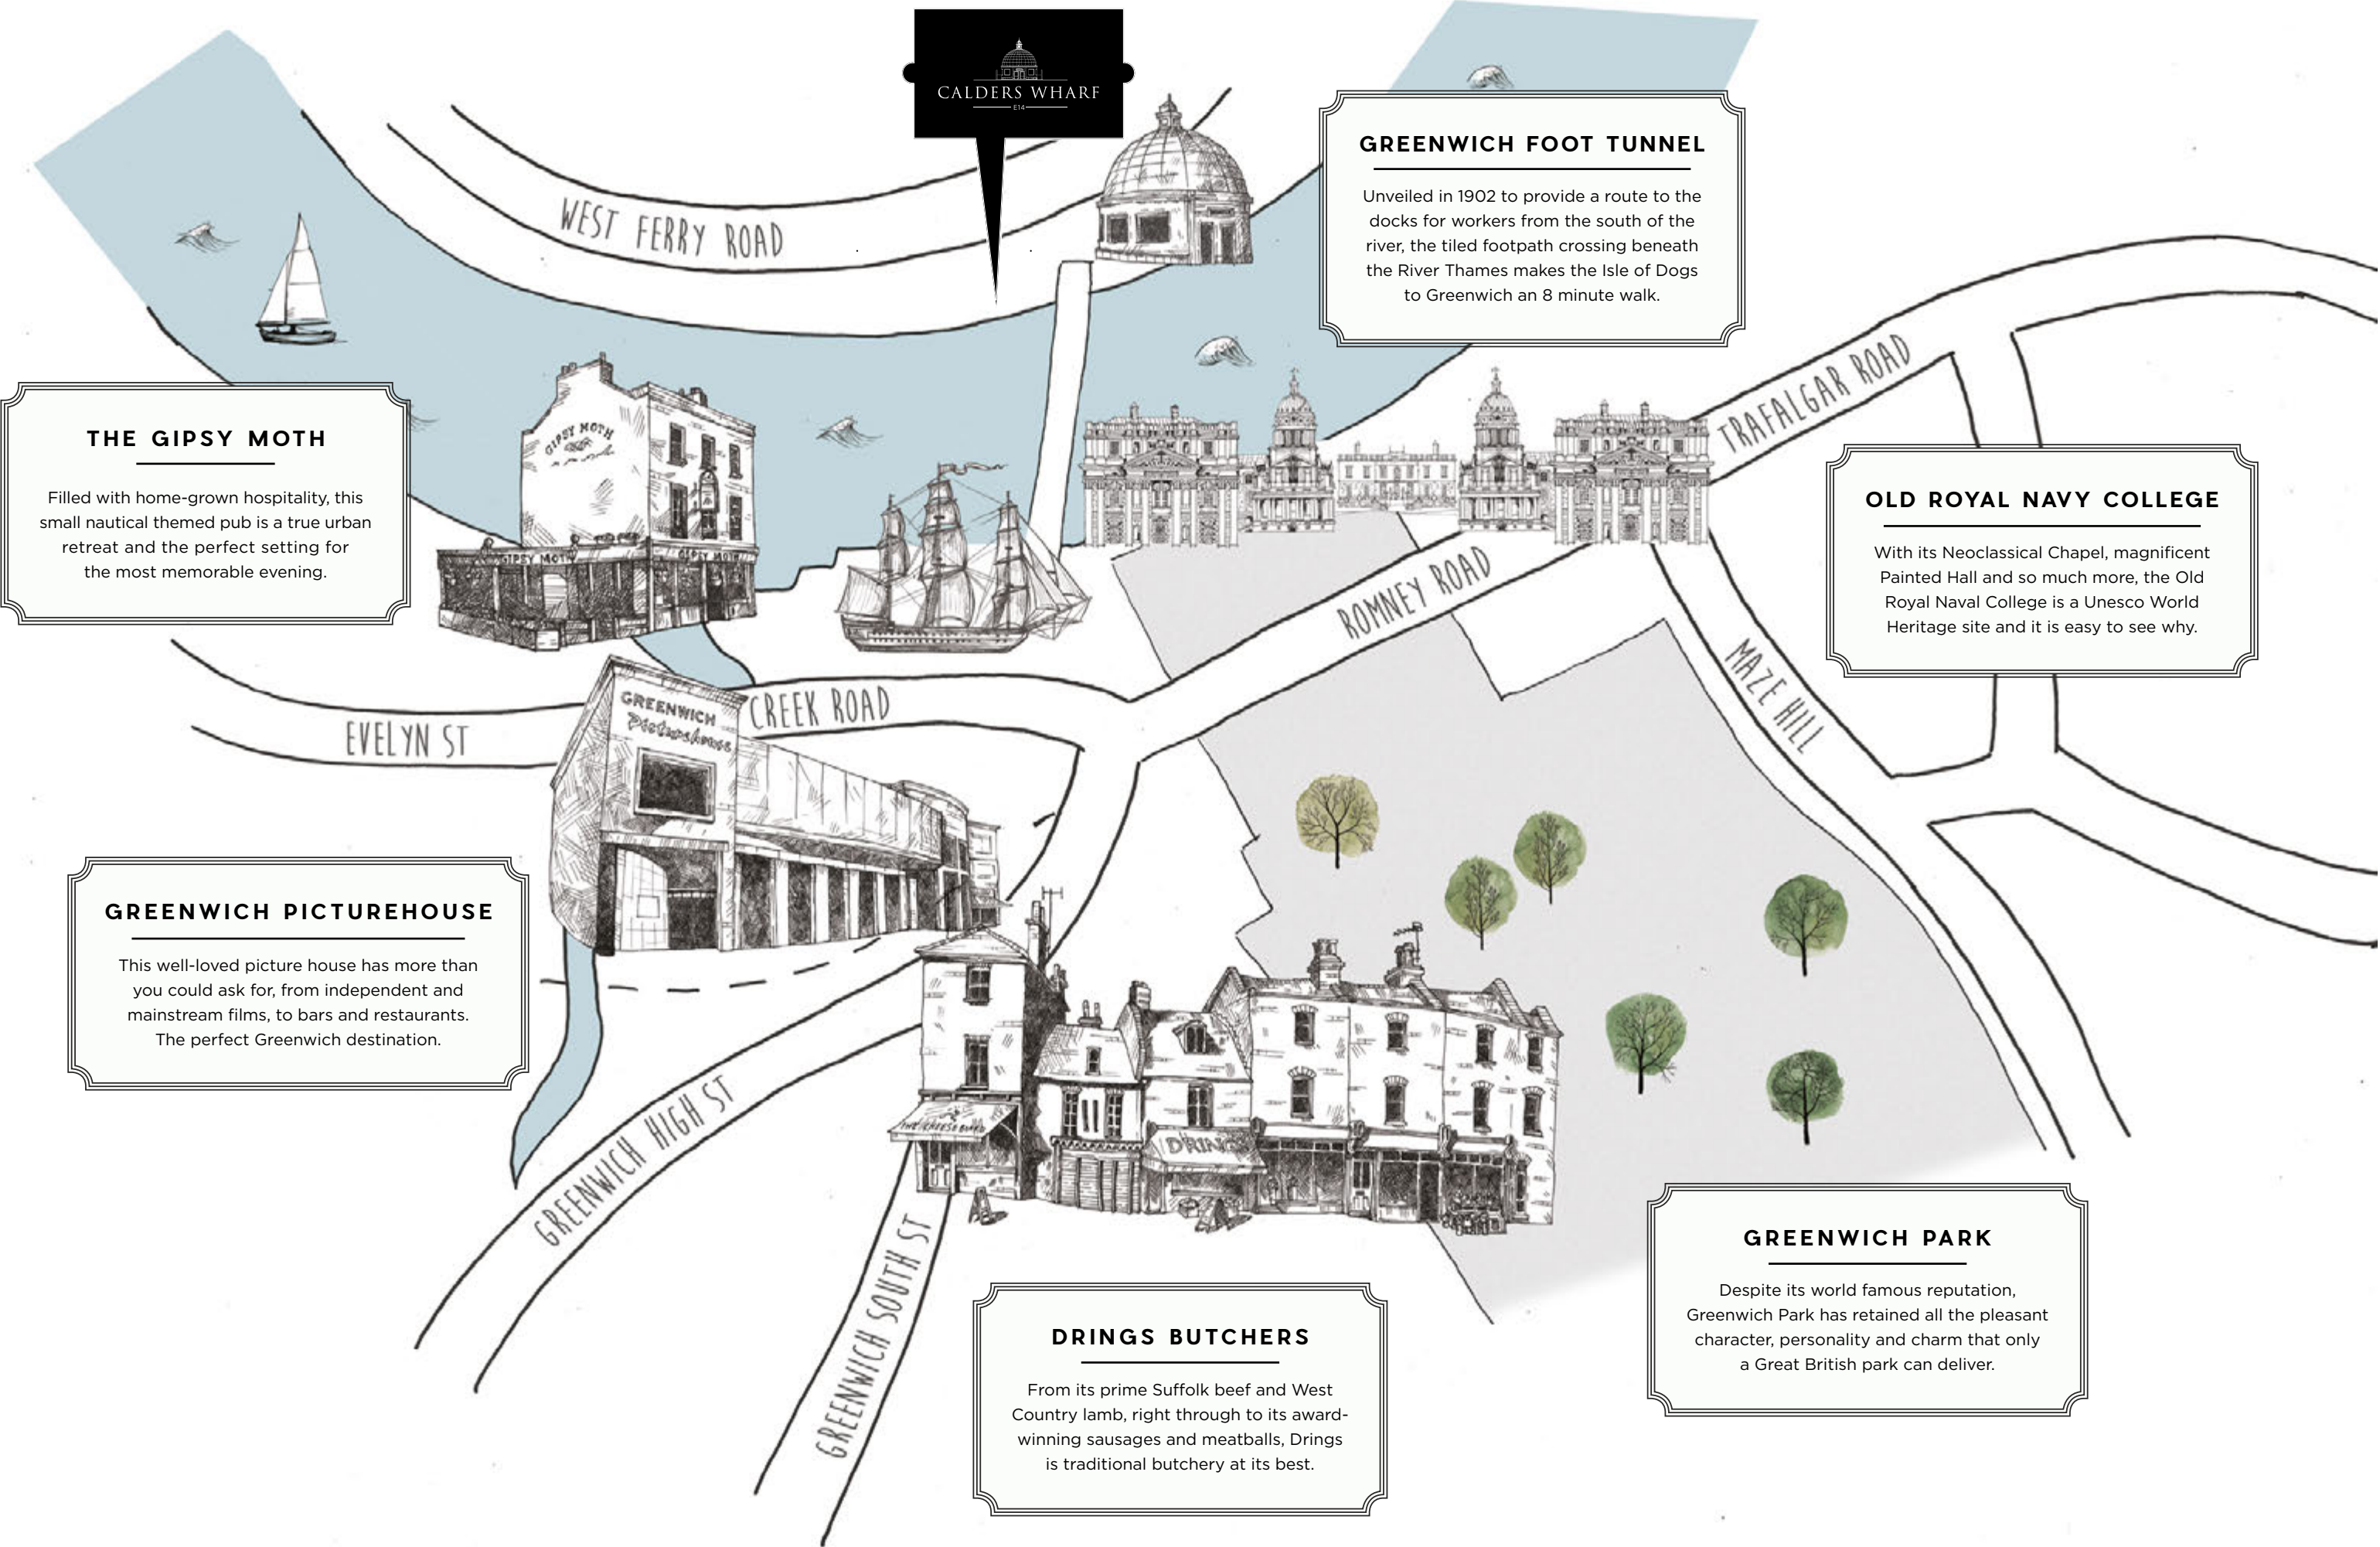 CALDERS WHARF
E14
GREENWICH FOOT TUNNEL
Unveiled in 1902 to provide a route to the
docks for workers from the south of the
river, the tiled footpath crossing beneath
the River Thames makes the Isle of Dogs
to Greenwich an 8 minute walk.
WEST FERRY ROAD
TRAFALGAR ROAD
THE GIPSY MOTH
Filled with home-grown hospitality, this
small nautical themed pub is a true urban
retreat and the perfect setting for
the most memorable evening.
GIPSY MOTH
GIPSY MOTH
GIPSY MOTH
OLD ROYAL NAVY COLLEGE
With its Neoclassical Chapel, magnificent
Painted Hall and so much more, the Old
Royal Naval College is a Unesco World
Heritage site and it is easy to see why.
ROMNEY ROAD
MAZE HILL
CREEK ROAD
EVELYN ST
GREENWICH
Picturehouse
GREENWICH PICTUREHOUSE
This well-loved picture house has more than
you could ask for, from independent and
mainstream films, to bars and restaurants.
The perfect Greenwich destination.
GREENWICH HIGH ST
THE CHEESEBOARD
DRINGS
GREENWICH SOUTH ST
GREENWICH PARK
Despite its world famous reputation,
Greenwich Park has retained all the pleasant
character, personality and charm that only
a Great British park can deliver.
DRINGS BUTCHERS
From its prime Suffolk beef and West
Country lamb, right through to its award-
winning sausages and meatballs, Drings
is traditional butchery at its best.